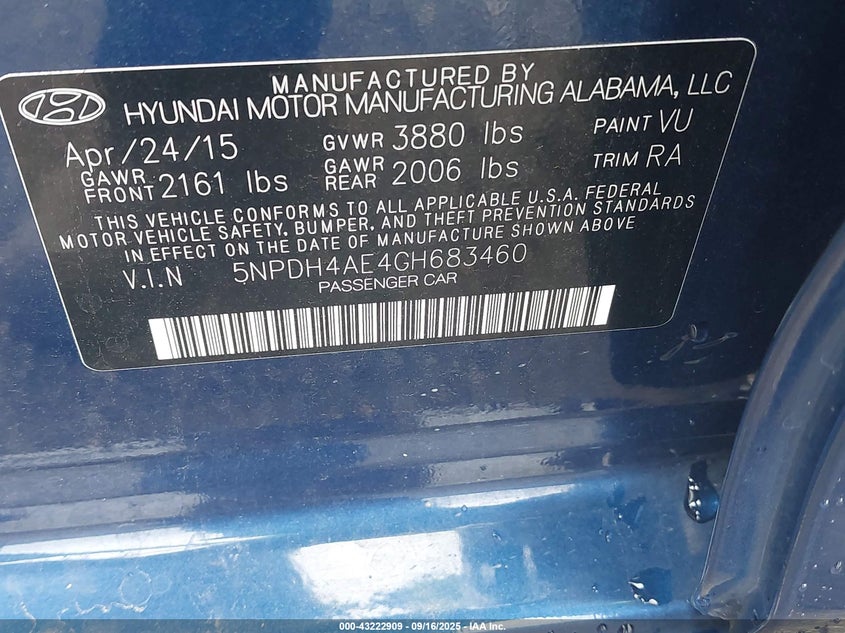 MANUFACTURED BY
HYUNDAI MOTOR MANUFACTURING ALABAMA, LLC
Apr/24/15 GVWR 3880 lbs PAINT VU
GAWR FRONT 2161 lbs GAWR REAR 2006 lbs TRIM RA
THIS VEHICLE CONFORMS TO ALL APPLICABLE U.S.A. FEDERAL
MOTOR VEHICLE SAFETY, BUMPER, AND THEFT PREVENTION STANDARDS
IN EFFECT ON THE DATE OF MANUFACTURE SHOWN ABOVE
V.I.N 5NPDH4AE4GH683460
PASSENGER CAR
000-43222909 - 09/16/2025 - IAA Inc.